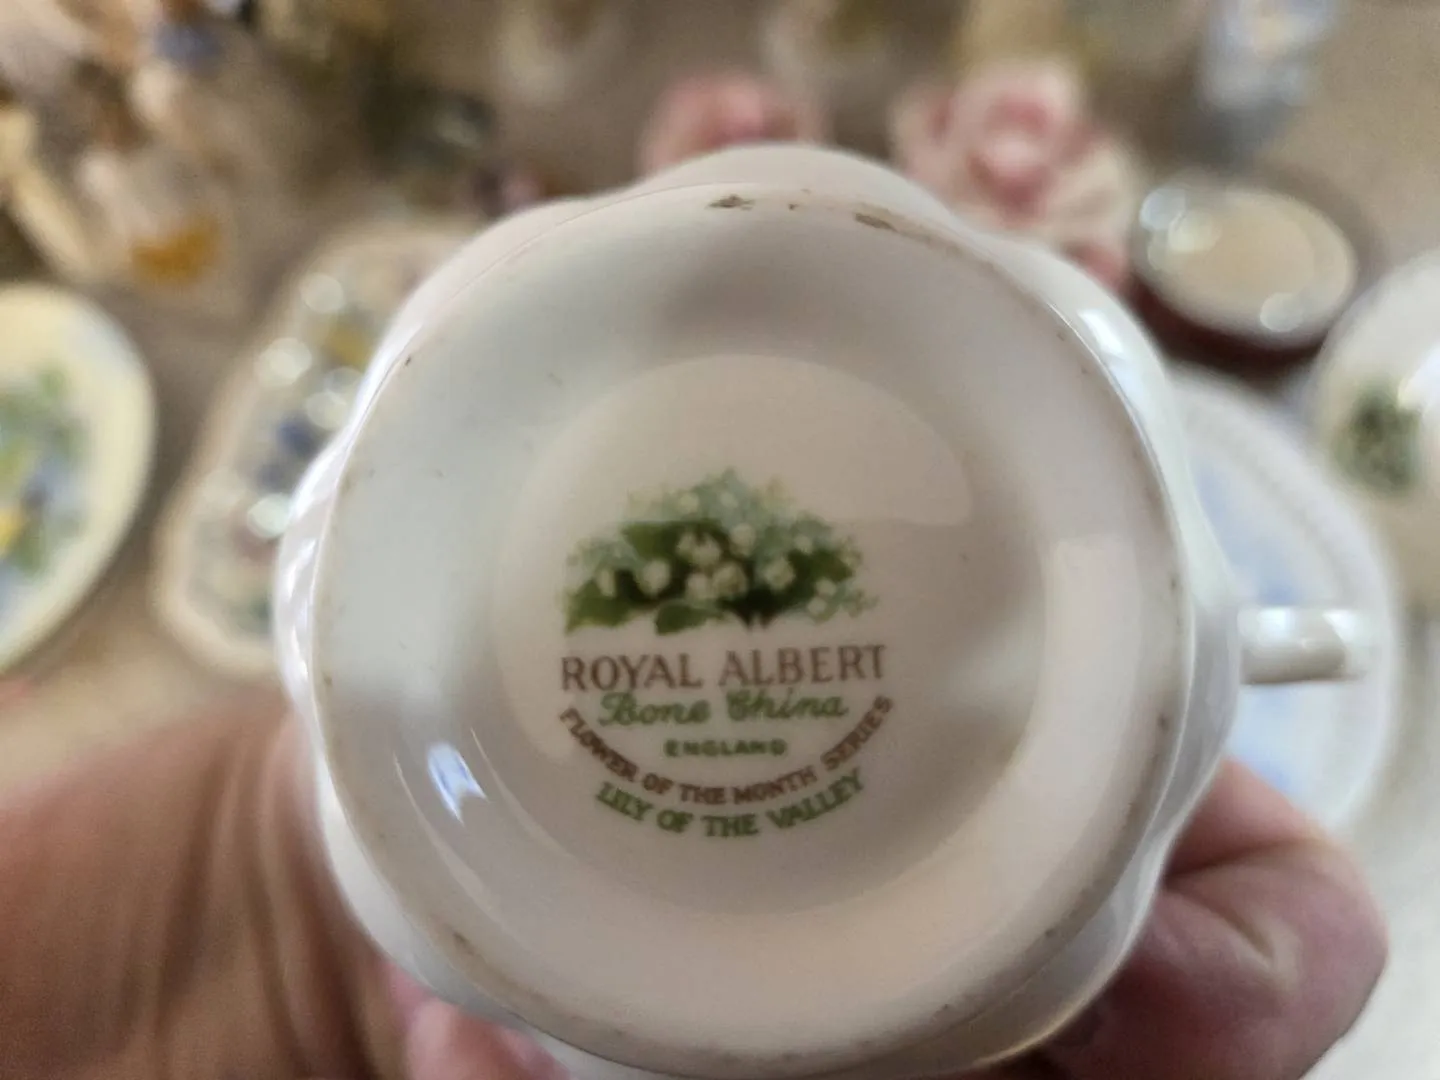 ROYAL ALBERT
Bone China
ENGLAND
FLOWER OF THE MONTH SERIES
LILY OF THE VALLEY